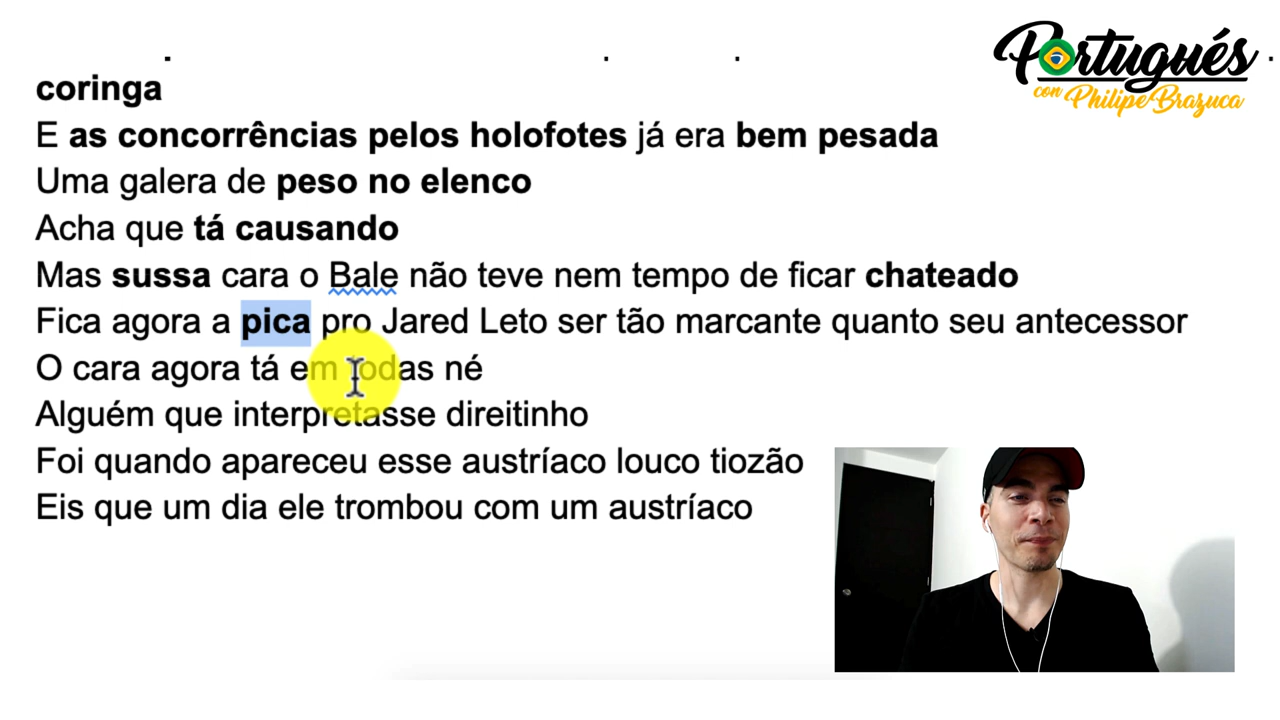 Portugués
con Philipe Brazuca
coringa
E as concorrências pelos holofotes já era bem pesada
Uma galera de peso no elenco
Acha que tá causando
Mas sussa cara o Bale não teve nem tempo de ficar chateado
Fica agora a pica pro Jared Leto ser tão marcante quanto seu antecessor
O cara agora tá em todas né
Alguém que interpretasse direitinho
Foi quando apareceu esse austríaco louco tiozão
Eis que um dia ele trombou com um austríaco